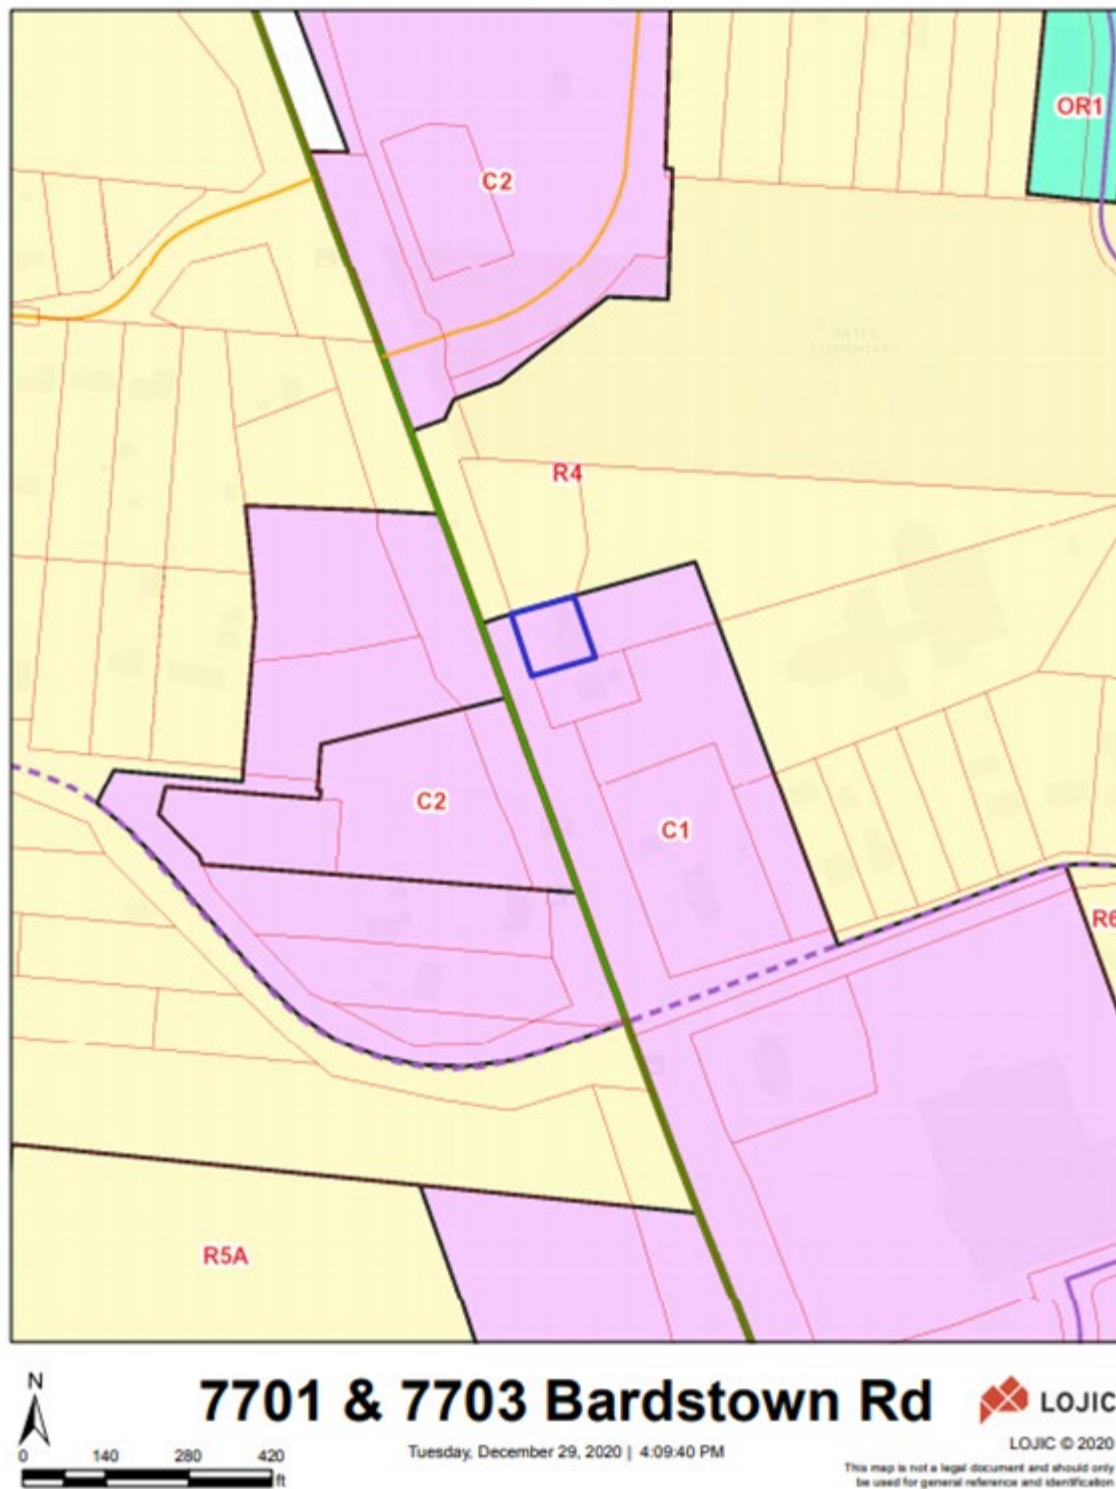 OR1
C2
R4
C2
C1
R6
R5A
N
7701 & 7703 Bardstown Rd
LOJIC
0 140 280 420
ft
Tuesday, December 29, 2020 | 4:09:40 PM
LOJIC © 2020
This map is not a legal document and should only
be used for general reference and identification